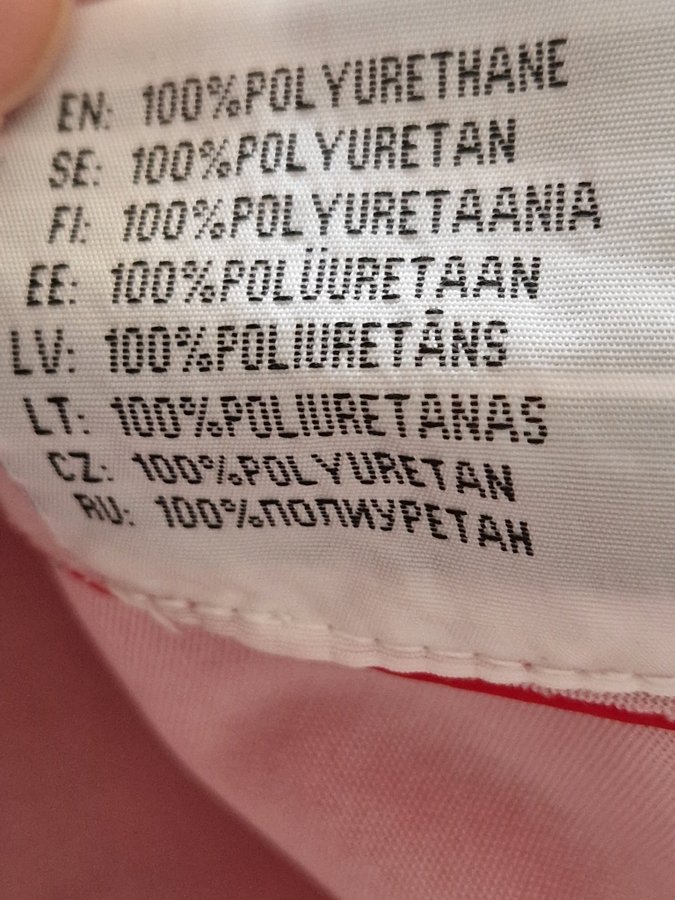 EN: 100%POLYURETHANE
SE: 100%POLYURETAN
FI: 100%POLYURETAANIA
EE: 100%POLÜURETAAN
LV: 100%POLIURETĀNS
LT: 100%POLIURETANAS
CZ: 100%POLYURETAN
RU: 100%ПОПИУРЕТАН